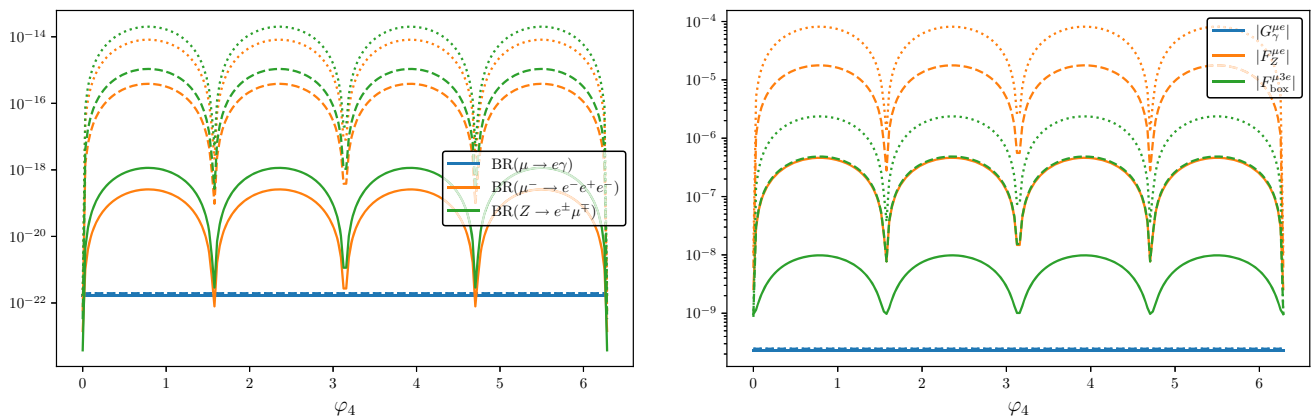 10⁻¹⁴
10⁻¹⁶
10⁻¹⁸
10⁻²⁰
10⁻²²
BR(μ → eγ)
BR(μ⁻ → e⁻e⁺e⁻)
BR(Z → e^±μ^∓)
0 1 2 3 4 5 6
φ₄
10⁻⁴
10⁻⁵
10⁻⁶
10⁻⁷
10⁻⁸
10⁻⁹
|G_γ^{μe}|
|F_Z^{μe}|
|F_box^{μ3e}|
0 1 2 3 4 5 6
φ₄